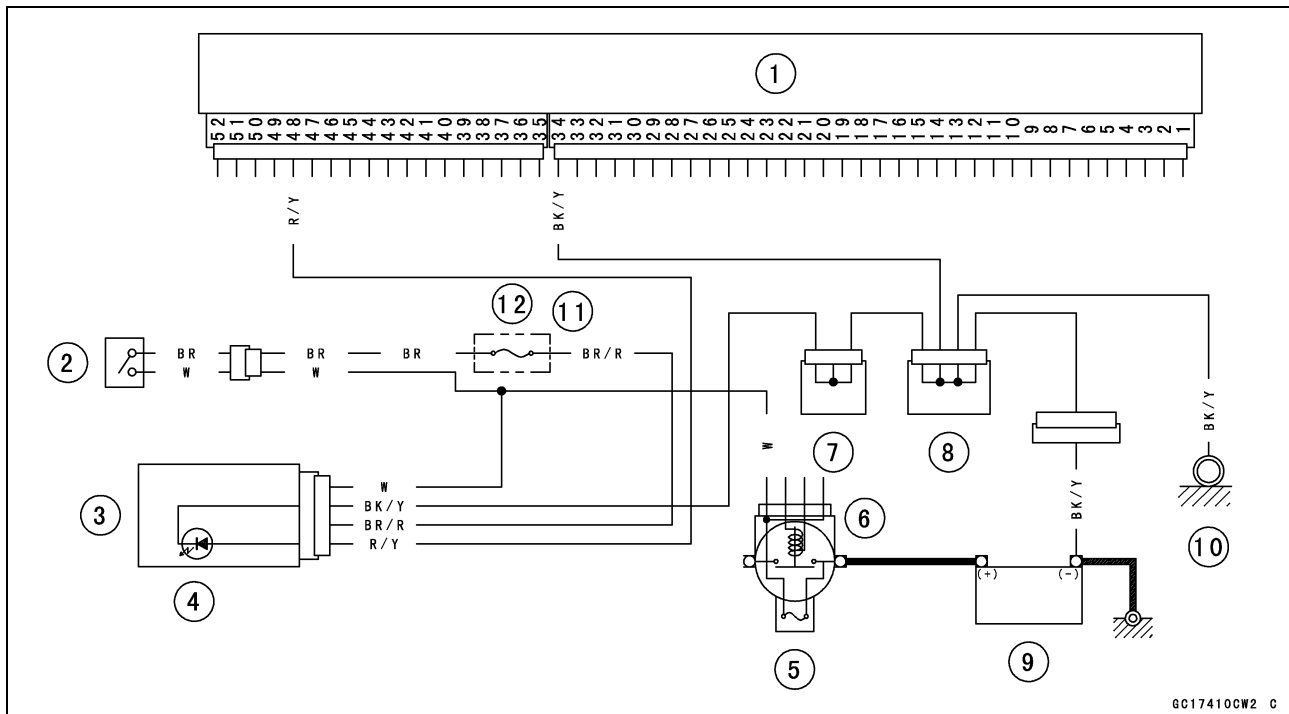 1
52 51 50 49 48 47 46 45 44 43 42 41 40 39 38 37 36 35 34 33 32 31 30 29 28 27 26 25 24 23 22 21 20 19 18 17 16 15 14 13 12 11 10 9 8 7 6 5 4 3 2 1
R/Y
BK/Y
12
11
2
BR
BR
BR
BR/R
W
W
BK/Y
7
8
W
W
BK/Y
BR/R
R/Y
3
4
6
BK/Y
10
(+)
(-)
5
9
GC17410CW2 C